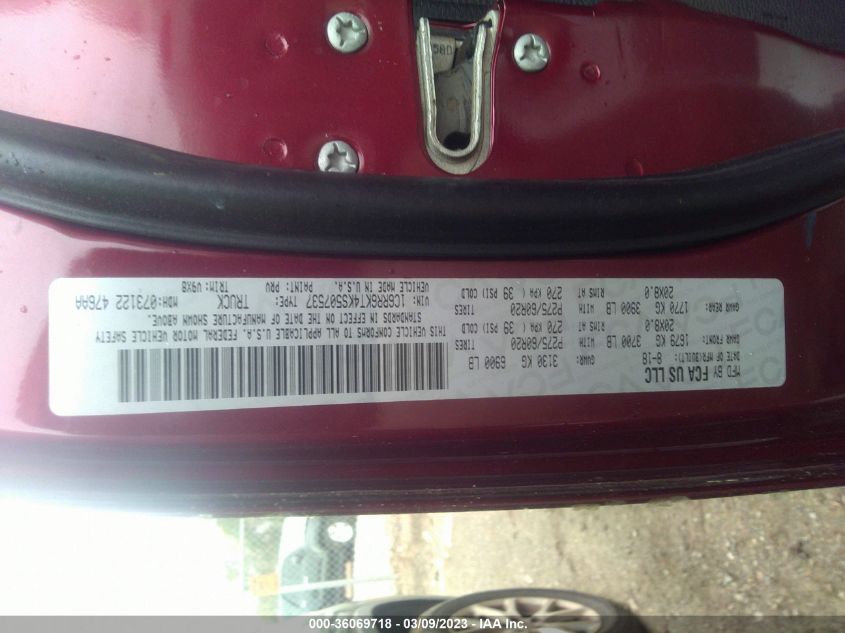 MFD BY FCA US LLC
DATE OF MFR(BUILT): 8-18 GVWR: 3130 KG 6900 LB
GAWR FRONT: 1679 KG 3700 LB WITH P275/60R20 TIRES
20X8.0 RIMS AT 270 KPA ( 39 PSI) COLD
GAWR REAR: 1770 KG 3900 LB WITH P275/60R20 TIRES
20X8.0 RIMS AT 270 KPA ( 39 PSI) COLD
THIS VEHICLE CONFORMS TO ALL APPLICABLE U.S.A. FEDERAL MOTOR VEHICLE SAFETY
STANDARDS IN EFFECT ON THE DATE OF MANUFACTURE SHOWN ABOVE.
VIN: 1C6RR6KT4KS507537 TYPE: TRUCK MDH:073122 476AA
VEHICLE MADE IN U.S.A. PAINT: PRV TRIM: V9X8
000-36069718 - 03/09/2023 - © IAA Inc.